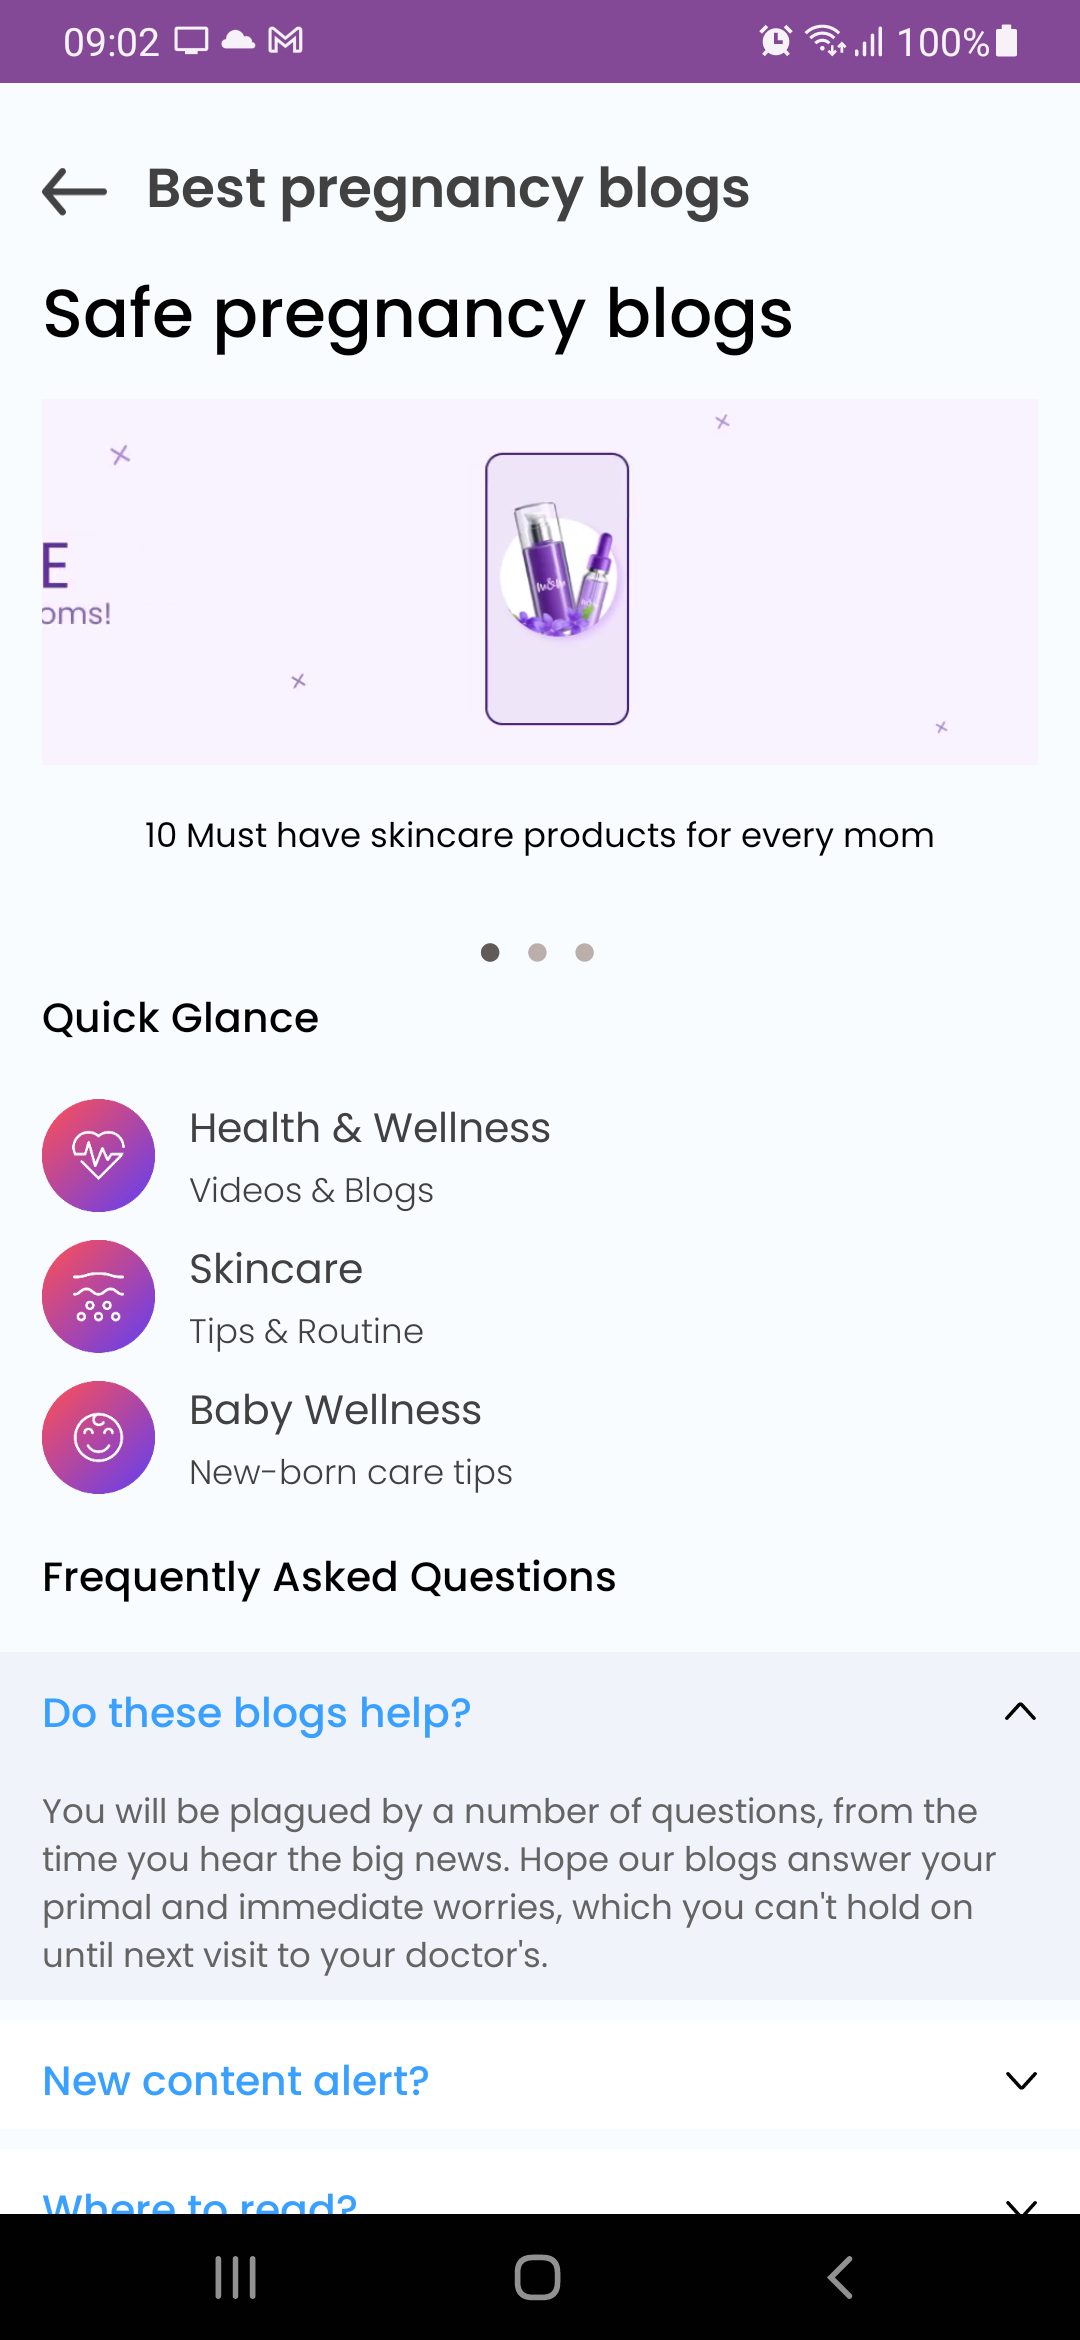 09:02
100%
Best pregnancy blogs
Safe pregnancy blogs
E
oms!
m&m
10 Must have skincare products for every mom
Quick Glance
Health & Wellness
Videos & Blogs
Skincare
Tips & Routine
Baby Wellness
New-born care tips
Frequently Asked Questions
Do these blogs help?
You will be plagued by a number of questions, from the
time you hear the big news. Hope our blogs answer your
primal and immediate worries, which you can't hold on
until next visit to your doctor's.
New content alert?
Where to read?